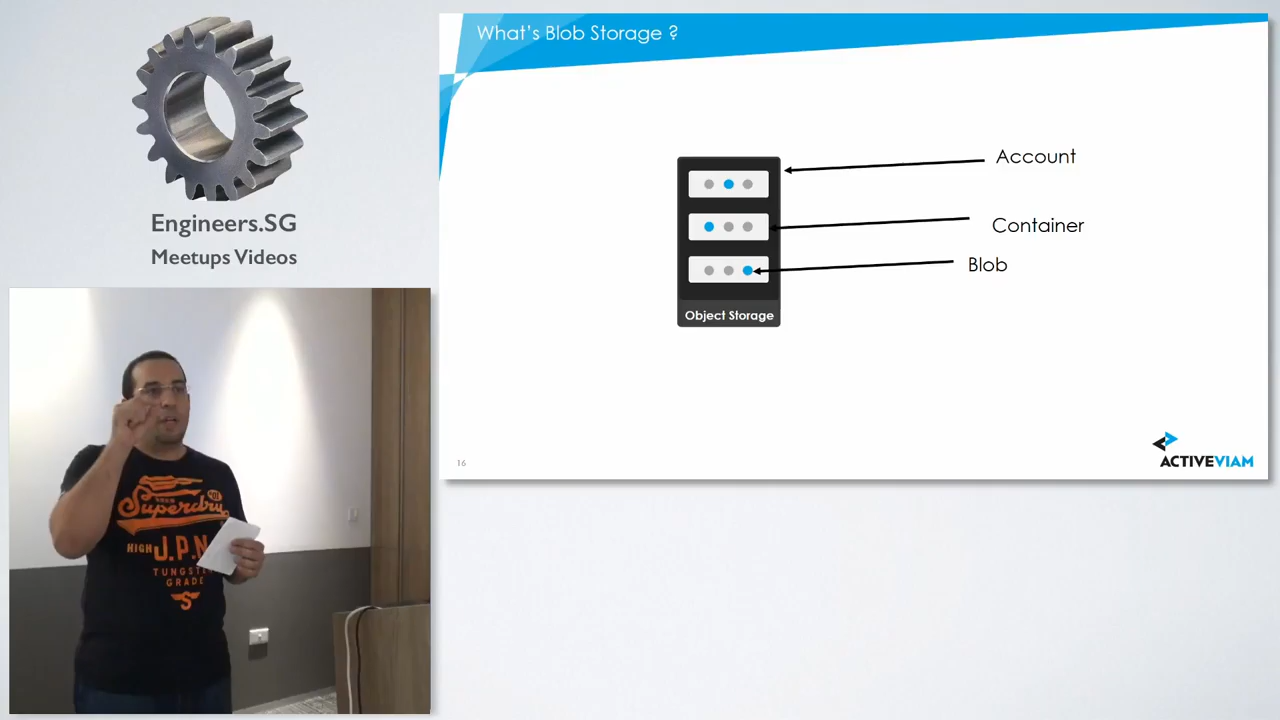 Engineers.SG
Meetups Videos
What's Blob Storage ?
Account
Container
Blob
Object Storage
16
ACTIVEVIAM
Superdry
HIGH J.P.N
TUNGSTEN
GRADE
S